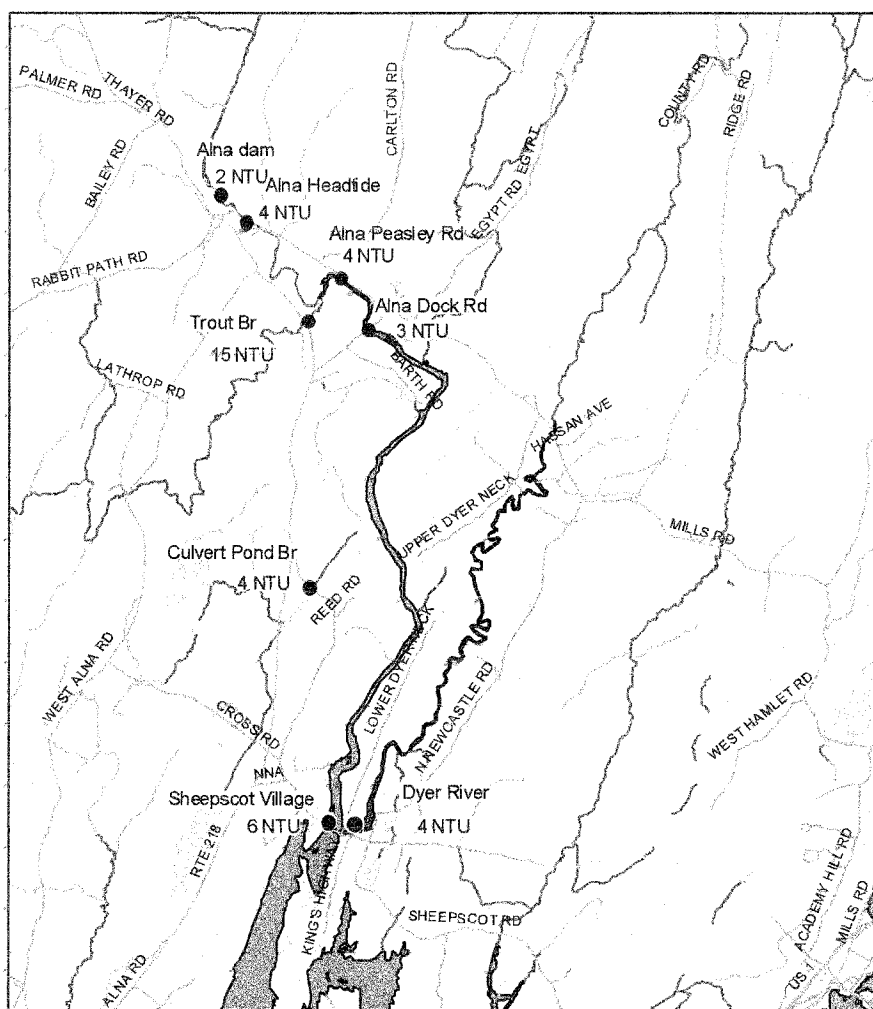 PALMER RD
THAYER RD
BAILEY RD
CARLTON RD
COUNTY RD
RIDGE RD
EGYPT
EGYPT RD
Alna dam
2 NTU
Alna Headtide
4 NTU
Alna Peasley Rd
4 NTU
RABBIT PATH RD
Alna Dock Rd
3 NTU
Trout Br
15 NTU
LATHROP RD
BARTH RD
HASSAN AVE
UPPER DYER NECK
MILLS RD
Culvert Pond Br
4 NTU
REED RD
LOWER DYER NECK
WEST ALNA RD
CROSS RD
N NEWCASTLE RD
WEST HAMLET RD
NNA
Sheepscot Village
6 NTU
Dyer River
4 NTU
RTE 218
KING'S HIGHWAY
SHEEPSCOT RD
ACADEMY HILL RD
MILLS RD
US 1
ALNA RD